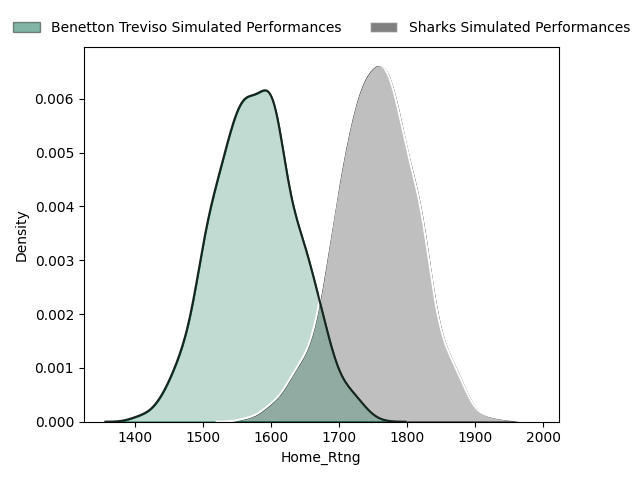 Benetton Treviso Simulated Performances Sharks Simulated Performances
0.006
0.005
0.004
0.003
0.002
0.001
0.000
Density
1400 1500 1600 1700 1800 1900 2000
Home_Rtng